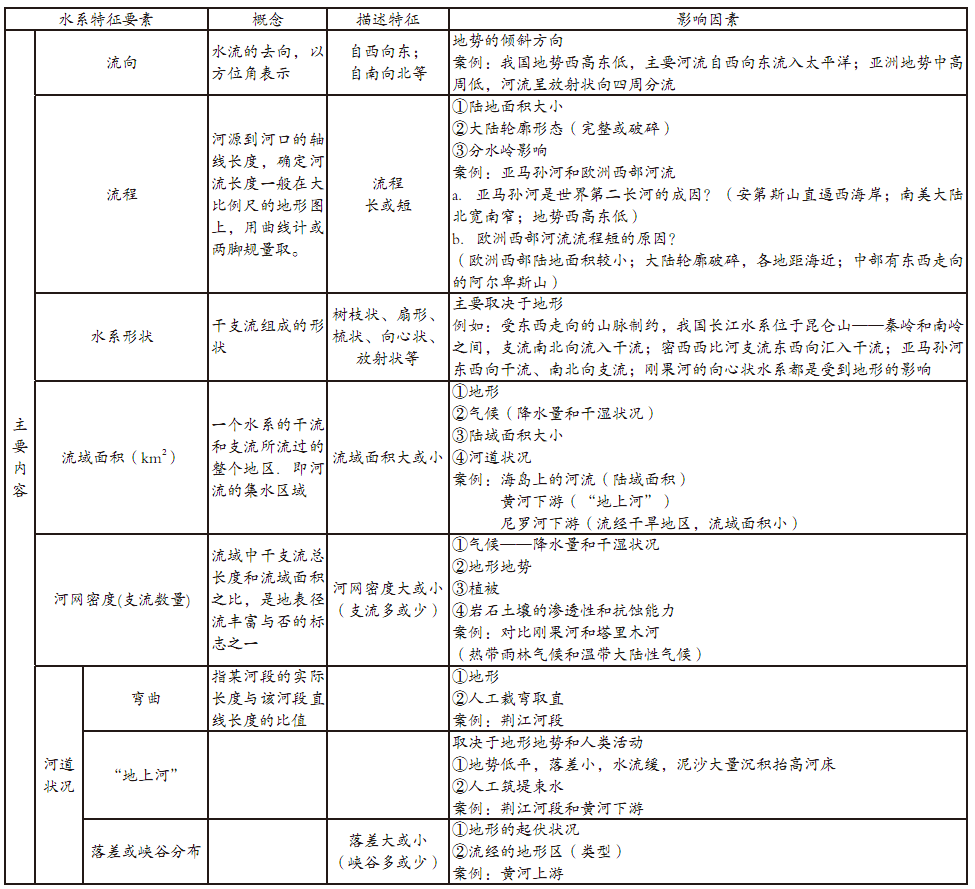 水系特征要素 概念 描述特征 影响因素
主要内容
流向
水流的去向，以
方位角表示
自西向东；
自南向北等
地势的倾斜方向
案例：我国地势西高东低，主要河流自西向东流入太平洋；亚洲地势中高
周低，河流呈放射状向四周分流
流程
河源到河口的轴
线长度，确定河
流长度一般在大
比例尺的地形图
上，用曲线计或
两脚规量取。
流程
长或短
①陆地面积大小
②大陆轮廓形态（完整或破碎）
③分水岭影响
案例：亚马孙河和欧洲西部河流
a. 亚马孙河是世界第二长河的成因？（安第斯山直逼西海岸；南美大陆
北宽南窄；地势西高东低）
b. 欧洲西部河流流程短的原因？
（欧洲西部陆地面积较小；大陆轮廓破碎，各地距海近；中部有东西走向
的阿尔卑斯山）
水系形状
干支流组成的形
状
树枝状、扇形、
梳状、向心状、
放射状等
主要取决于地形
例如：受东西走向的山脉制约，我国长江水系位于昆仑山——秦岭和南岭
之间，支流南北向流入干流；密西西比河支流东西向汇入干流；亚马孙河
东西向干流、南北向支流；刚果河的向心状水系都是受到地形的影响
流域面积（km²）
一个水系的干流
和支流所流过的
整个地区. 即河
流的集水区域
流域面积大或小
①地形
②气候（降水量和干湿状况）
③陆域面积大小
④河道状况
案例：海岛上的河流（陆域面积）
黄河下游（“地上河”）
尼罗河下游（流经干旱地区，流域面积小）
河网密度(支流数量)
流域中干支流总
长度和流域面积
之比，是地表径
流丰富与否的标
志之一
河网密度大或小
（支流多或少）
①气候——降水量和干湿状况
②地形地势
③植被
④岩石土壤的渗透性和抗蚀能力
案例：对比刚果河和塔里木河
（热带雨林气候和温带大陆性气候）
河道
状况
弯曲
指某河段的实际
长度与该河段直
线长度的比值
①地形
②人工裁弯取直
案例：荆江河段
“地上河”
取决于地形地势和人类活动
①地势低平，落差小，水流缓，泥沙大量沉积抬高河床
②人工筑堤束水
案例：荆江河段和黄河下游
落差或峡谷分布
落差大或小
（峡谷多或少）
①地形的起伏状况
②流经的地形区（类型）
案例：黄河上游